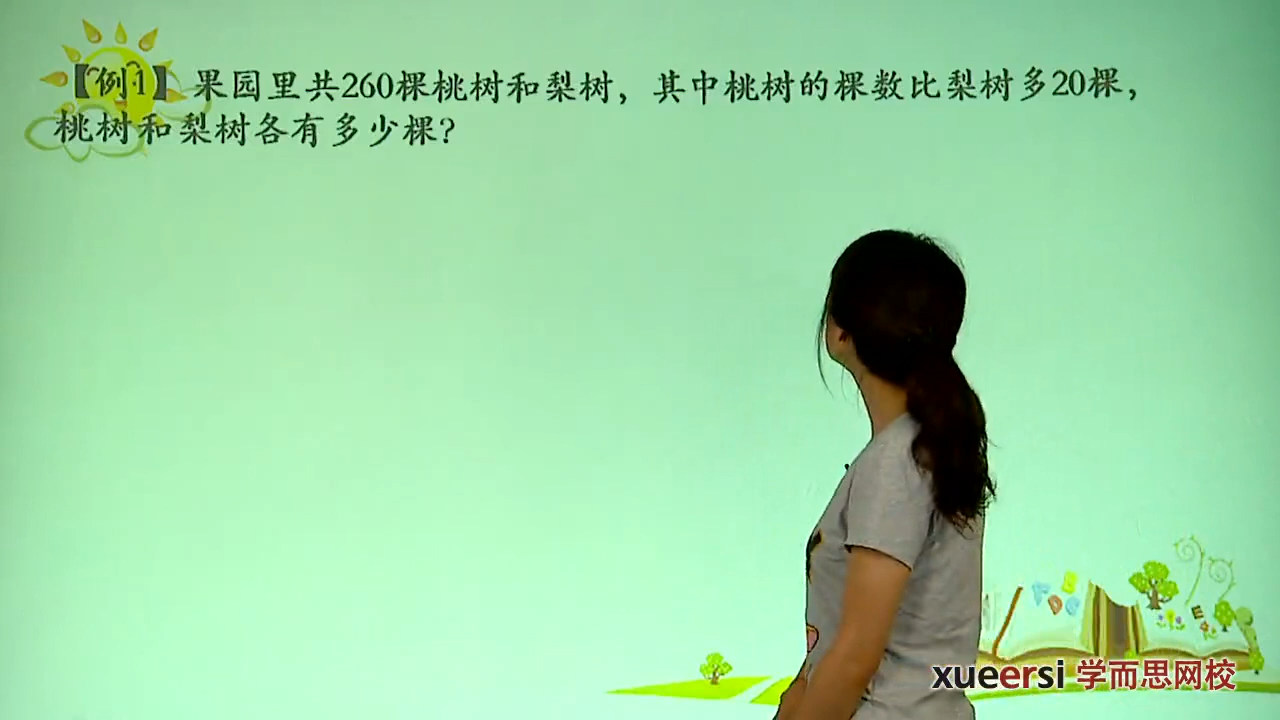 【例1】 果园里共260棵桃树和梨树，其中桃树的棵数比梨树多20棵，
桃树和梨树各有多少棵？
xueersi 学而思网校